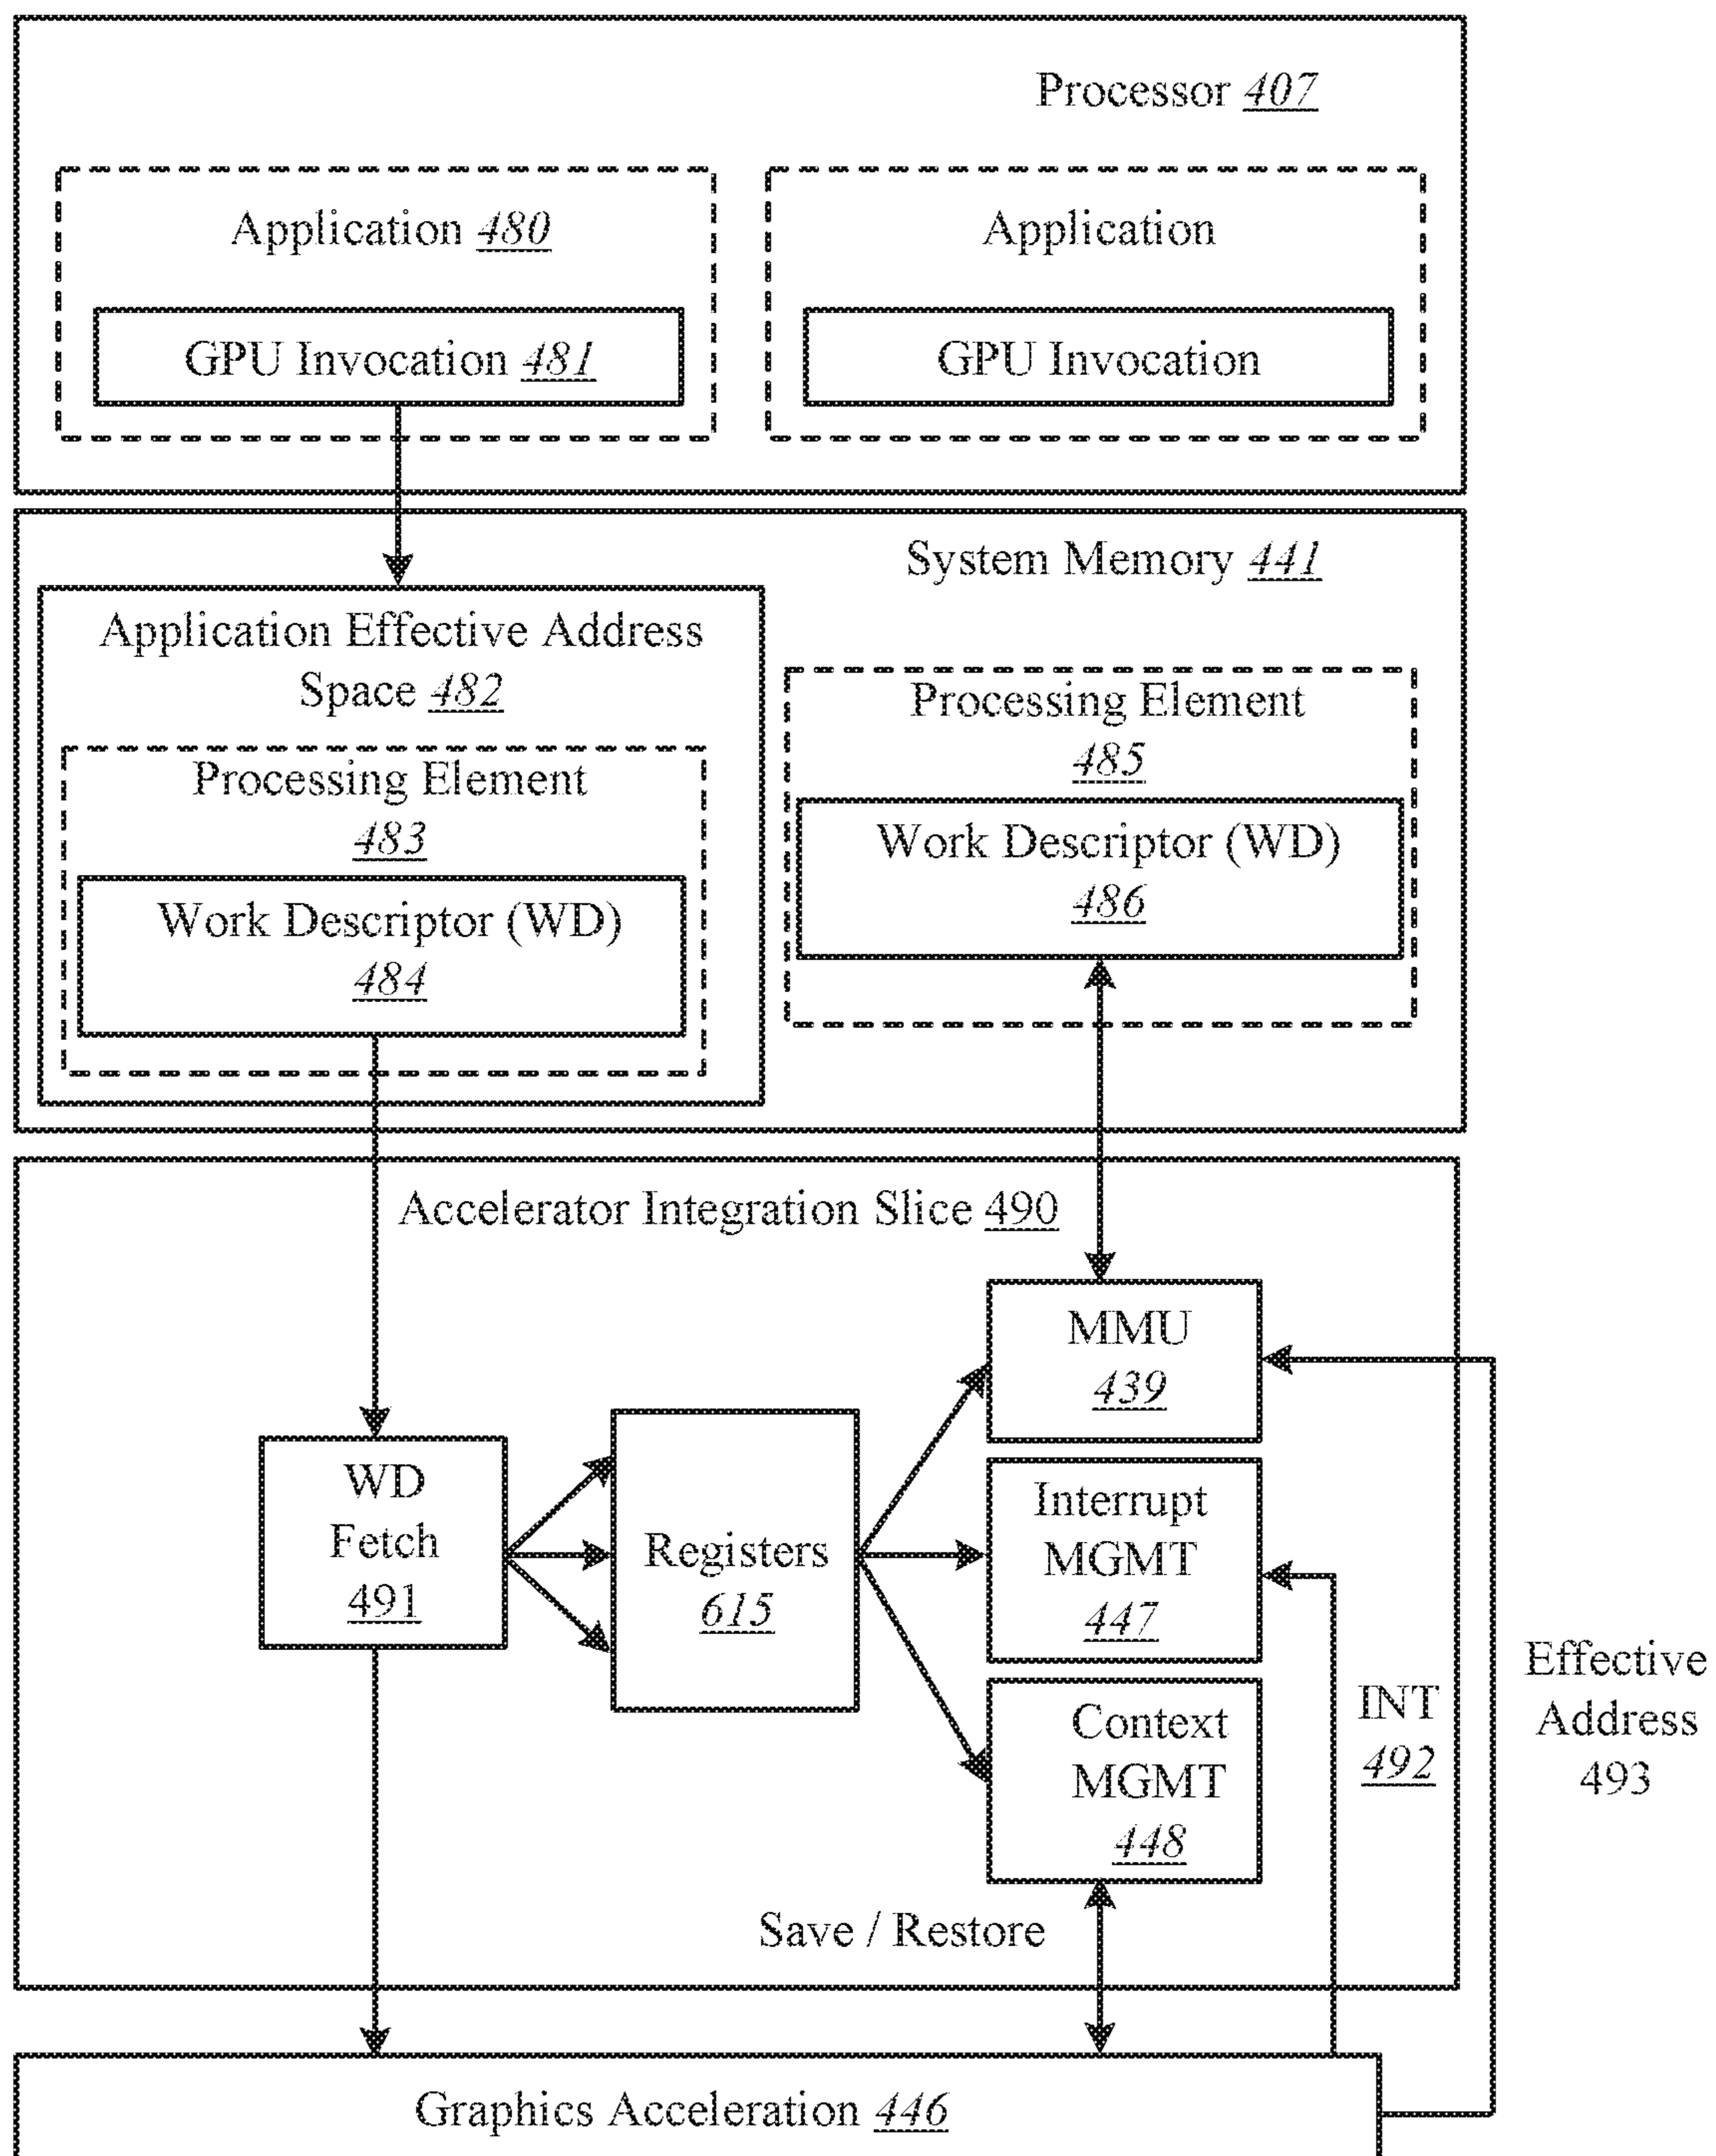 Processor 407
Application 480
Application
GPU Invocation 481
GPU Invocation
System Memory 441
Application Effective Address
Space 482
Processing Element
483
Work Descriptor (WD)
484
Processing Element
485
Work Descriptor (WD)
486
Accelerator Integration Slice 490
MMU
439
WD
Fetch
491
Registers
615
Interrupt
MGMT
447
Context
MGMT
448
INT
492
Effective
Address
493
Save / Restore
Graphics Acceleration 446